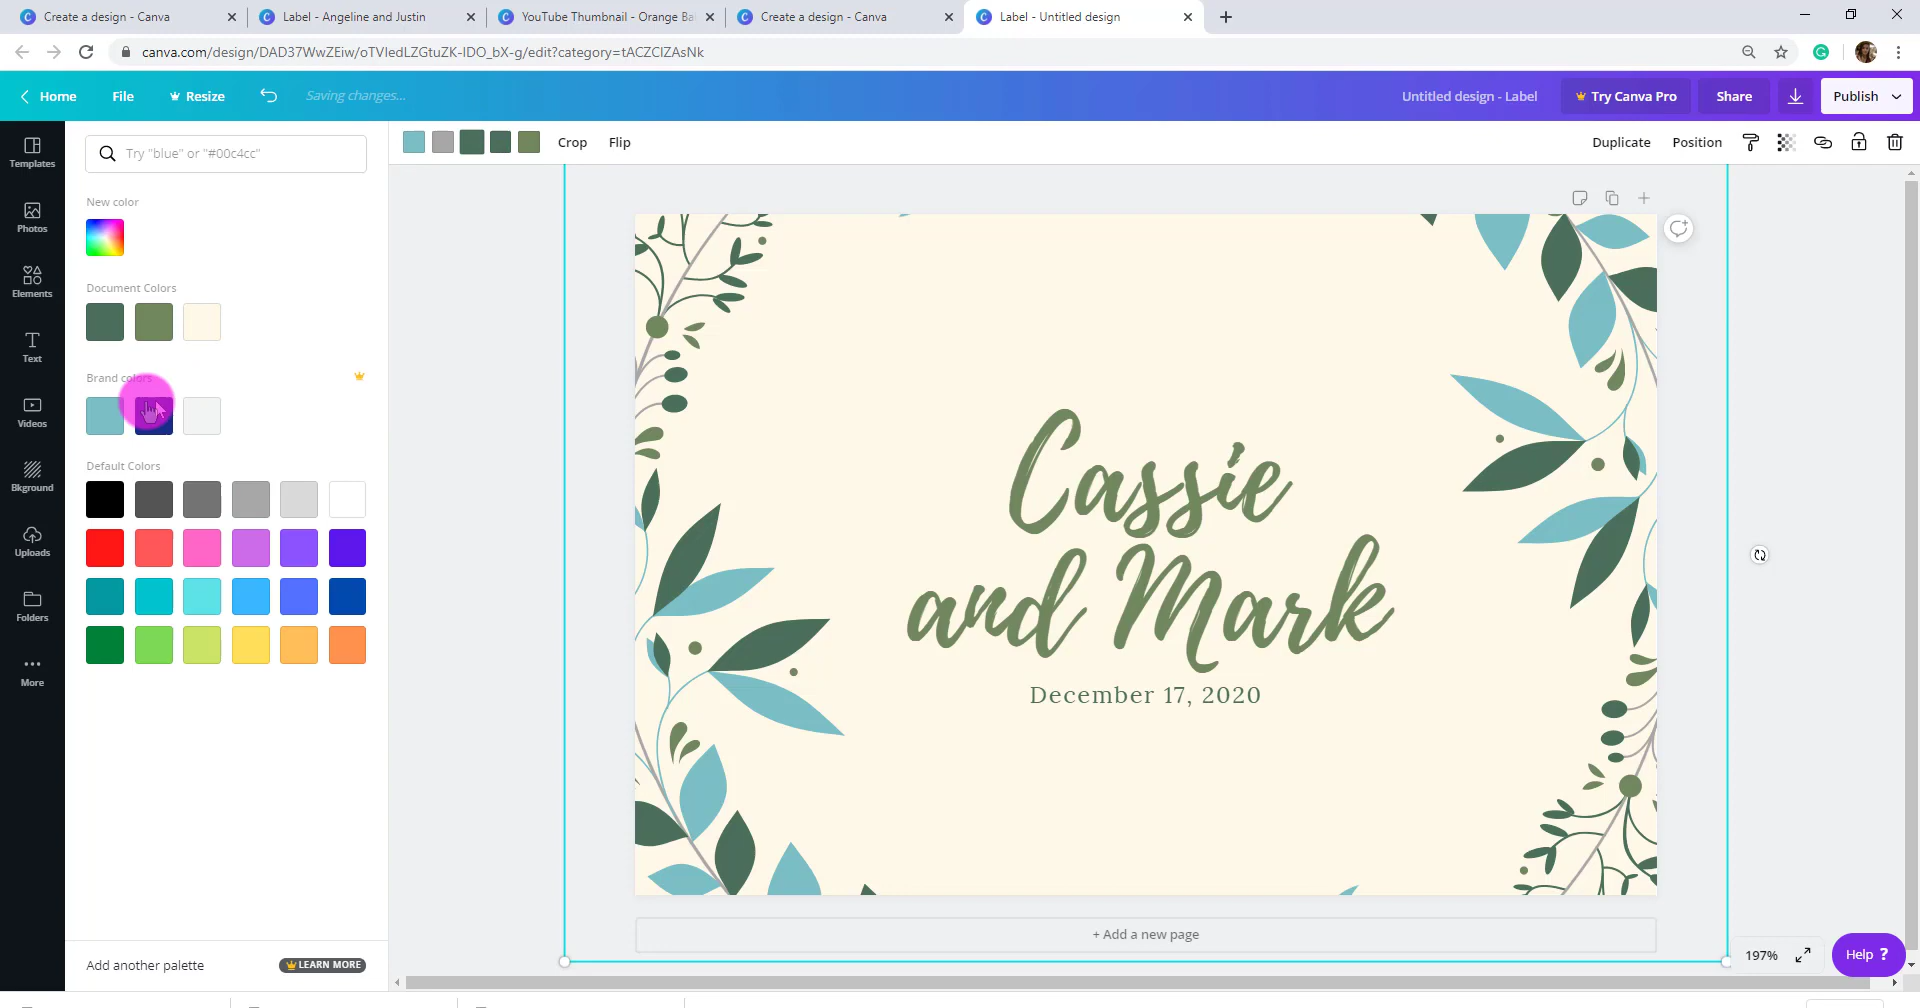 Create a design - Canva
Label - Angeline and Justin
YouTube Thumbnail - Orange Ba
Create a design - Canva
Label - Untitled design
canva.com/design/DAD37WwZEiw/oTVIedLZGtuZK-IDO_bX-g/edit?category=tACZCIZAsNk
Home
File
Resize
Saving changes...
Untitled design - Label
Try Canva Pro
Share
Publish
Templates
Photos
Elements
Text
Videos
Bkground
Uploads
Folders
More
Try "blue" or "#00c4cc"
New color
Document Colors
Brand colors
Default Colors
Add another palette
LEARN MORE
Crop
Flip
Duplicate
Position
Cassie
and Mark
December 17, 2020
+ Add a new page
197%
Help ?